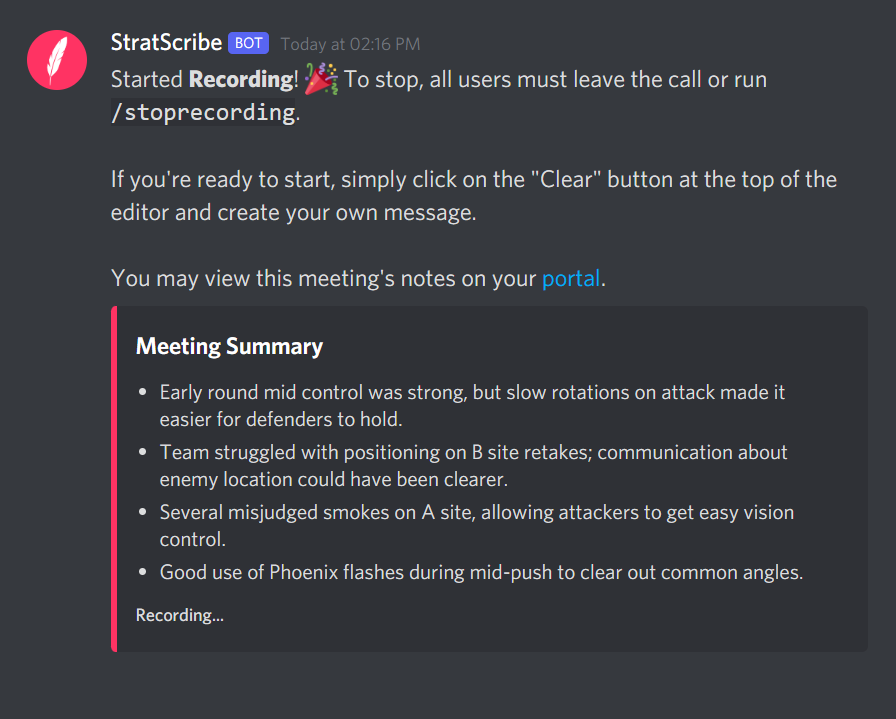 StratScribe BOT Today at 02:16 PM
Started Recording! 🎉 To stop, all users must leave the call or run
/stoprecording.
If you're ready to start, simply click on the "Clear" button at the top of the
editor and create your own message.
You may view this meeting's notes on your portal.
Meeting Summary
• Early round mid control was strong, but slow rotations on attack made it
easier for defenders to hold.
• Team struggled with positioning on B site retakes; communication about
enemy location could have been clearer.
• Several misjudged smokes on A site, allowing attackers to get easy vision
control.
• Good use of Phoenix flashes during mid-push to clear out common angles.
Recording...